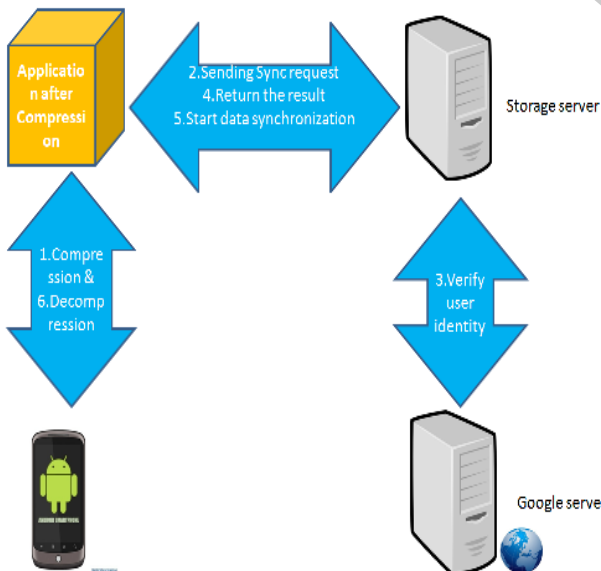 Applicatio
n after
Compressi
on
2.Sending Sync request
4.Return the result
5.Start data synchronization
Storage server
1.Compre
ssion &
6.Decomp
ression
3.Verify
user
identity
Google serve